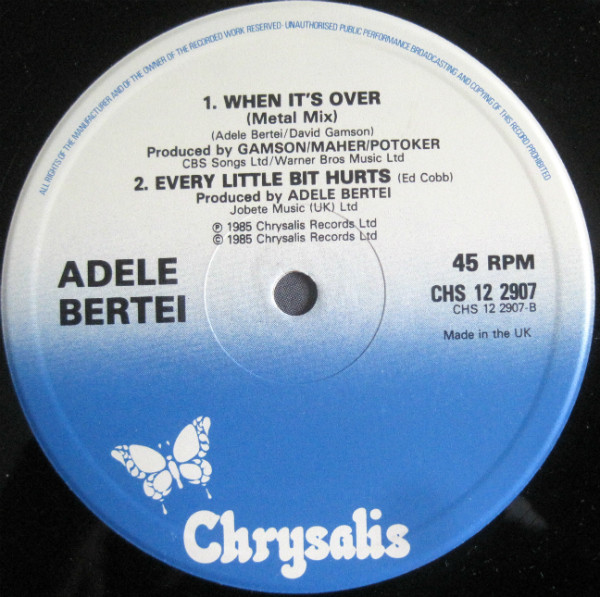 ALL RIGHTS OF THE MANUFACTURER AND OF THE OWNER OF THE RECORDED WORK RESERVED · UNAUTHORISED PUBLIC PERFORMANCE BROADCASTING AND COPYING OF THIS RECORD PROHIBITED
1. WHEN IT'S OVER
(Metal Mix)
(Adele Bertei/David Gamson)
Produced by GAMSON/MAHER/POTOKER
CBS Songs Ltd/Warner Bros Music Ltd
2. EVERY LITTLE BIT HURTS (Ed Cobb)
Produced by ADELE BERTEI
Jobete Music (UK) Ltd
℗ 1985 Chrysalis Records Ltd
© 1985 Chrysalis Records Ltd
ADELE
BERTEI
45 RPM
CHS 12 2907
CHS 12 2907-B
Made in the UK
Chrysalis